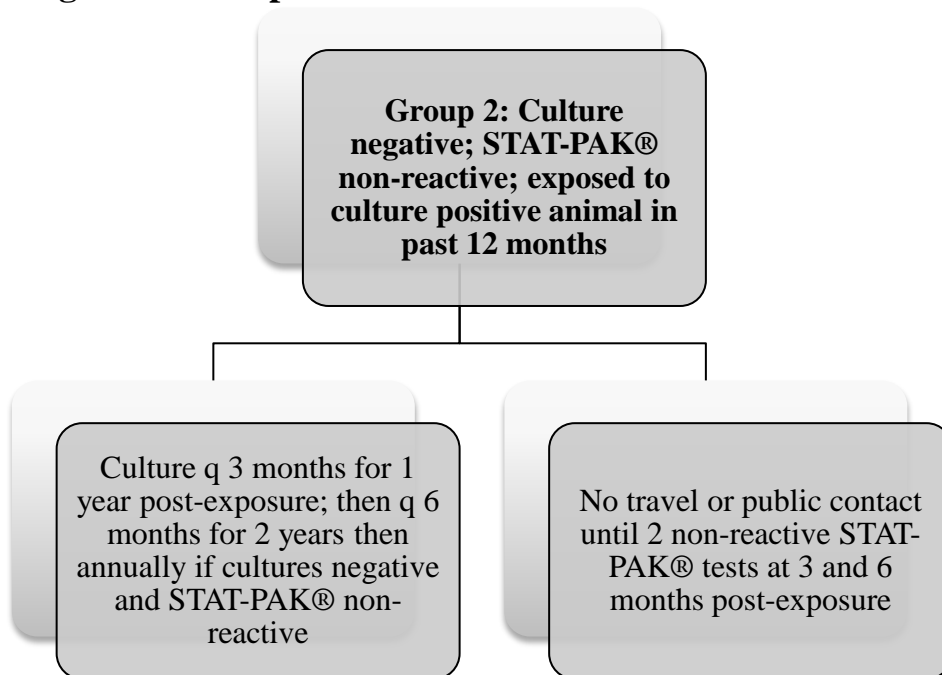 Group 2: Culture
negative; STAT-PAK®
non-reactive; exposed to
culture positive animal in
past 12 months
Culture q 3 months for 1
year post-exposure; then q 6
months for 2 years then
annually if cultures negative
and STAT-PAK® non-
reactive
No travel or public contact
until 2 non-reactive STAT-
PAK® tests at 3 and 6
months post-exposure